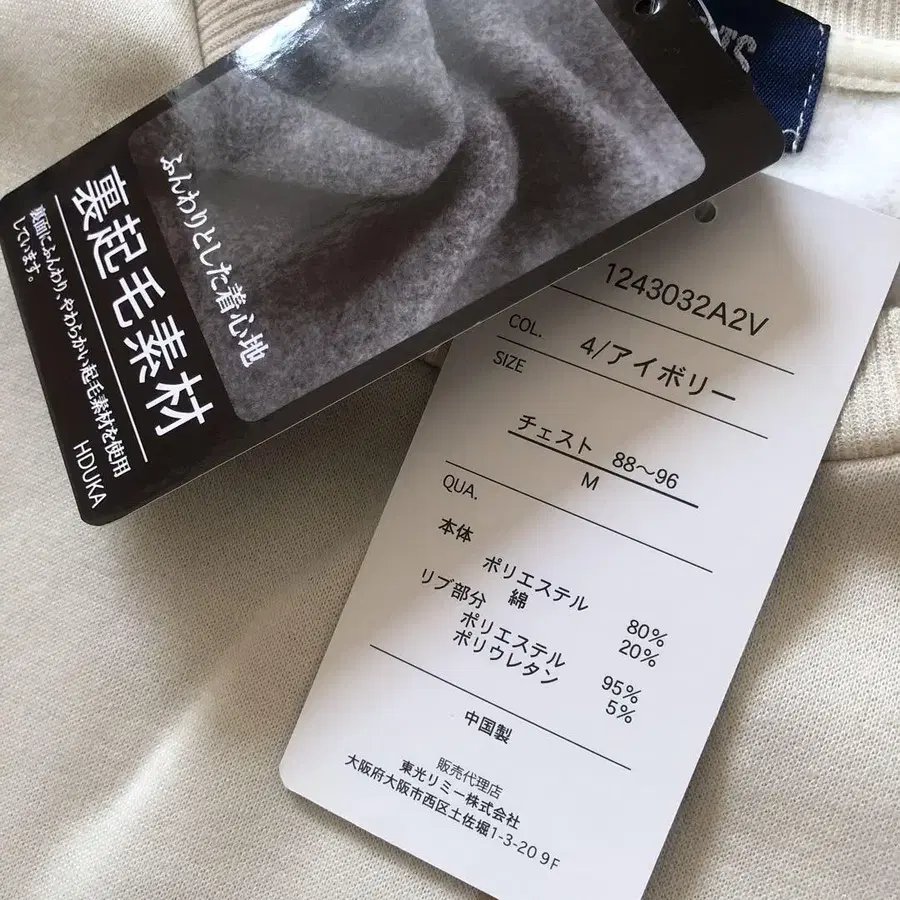 ふんわりとした着心地
裏起毛素材
裏面にふんわり、やわらかい起毛素材を使用
しています。
HDUKA
1243032A2V
COL.
4/アイボリー
SIZE
チェスト 88〜96
M
QUA.
本体
ポリエステル 80%
綿 20%
リブ部分
ポリエステル 95%
ポリウレタン 5%
中国製
販売代理店
東光リミー株式会社
大阪府大阪市西区土佐堀1-3-20 9F